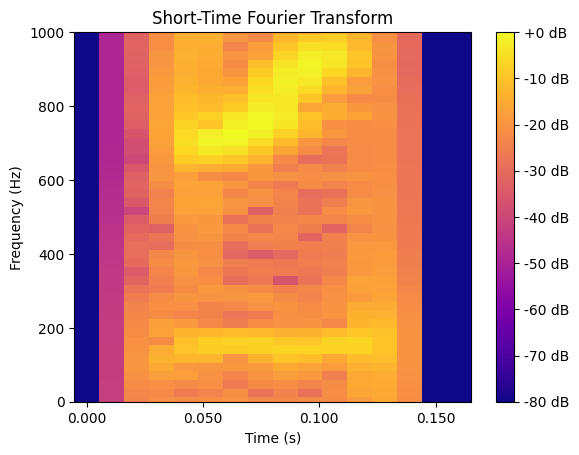 Short-Time Fourier Transform
1000
800
600
400
200
0
Frequency (Hz)
0.000
0.050
0.100
0.150
Time (s)
+0 dB
-10 dB
-20 dB
-30 dB
-40 dB
-50 dB
-60 dB
-70 dB
-80 dB